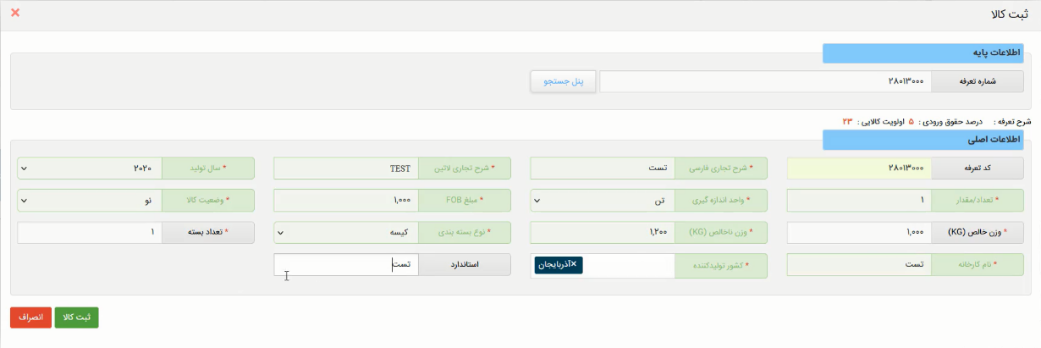 ثبت کالا ×
اطلاعات پایه
شماره تعرفه ۲۸۰۱۳۰۰۰ پنل جستجو
شرح تعرفه : درصد حقوق ورودی : ۵ اولویت کالایی : ۲۳
اطلاعات اصلی
کد تعرفه ۲۸۰۱۳۰۰۰ * شرح تجاری فارسی تست * شرح تجاری لاتین TEST * سال تولید ۲۰۲۰
* تعداد/مقدار ۱ * واحد اندازه گیری تن * مبلغ FOB ۱,۰۰۰ * وضعیت کالا نو
* وزن خالص (KG) ۱,۰۰۰ * وزن ناخالص (KG) ۱,۲۰۰ * نوع بسته بندی کیسه * تعداد بسته ۱
* نام کارخانه تست * کشور تولیدکننده ×آذربایجان استاندارد تست
ثبت کالا انصراف